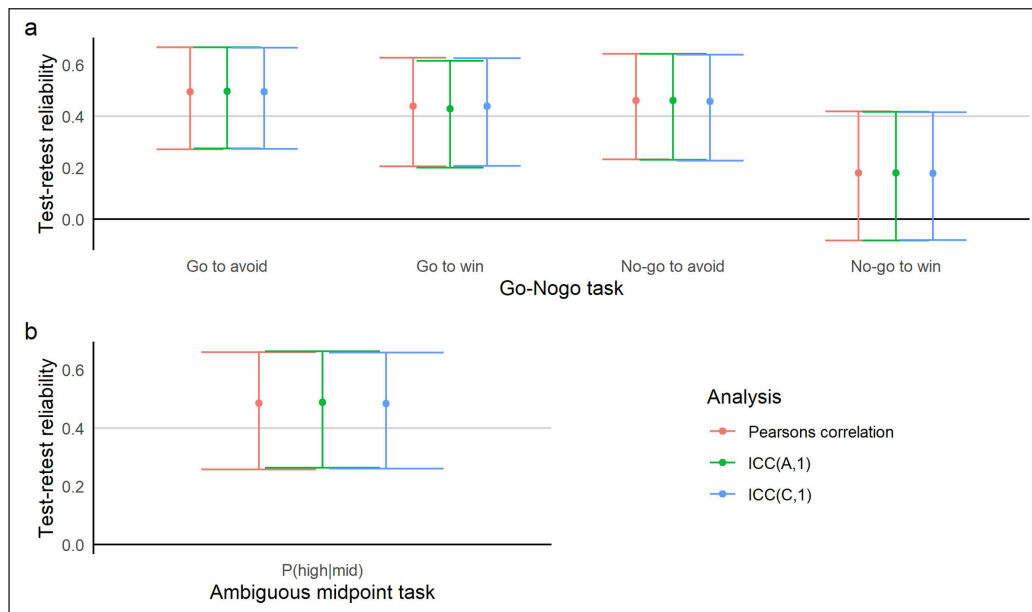 a
Test-retest reliability
0.6
0.4
0.2
0.0
Go to avoid
Go to win
No-go to avoid
No-go to win
Go-Nogo task
b
Test-retest reliability
0.6
0.4
0.2
0.0
P(high|mid)
Ambiguous midpoint task
Analysis
Pearsons correlation
ICC(A,1)
ICC(C,1)